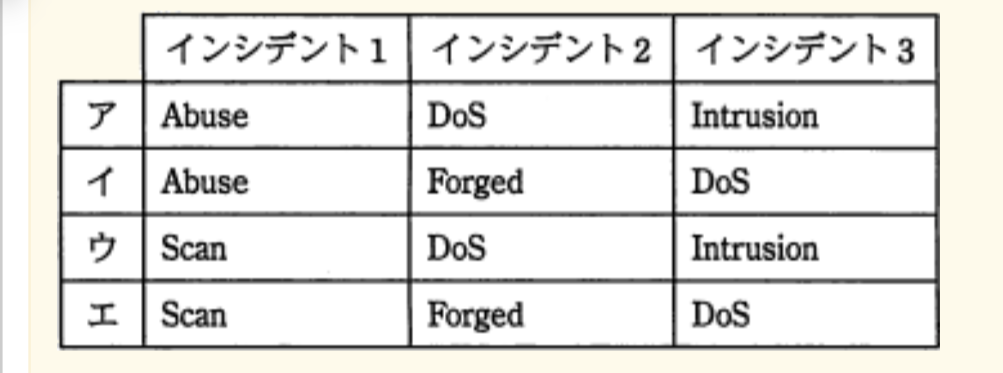 インシデント1 インシデント2 インシデント3
ア Abuse DoS Intrusion
イ Abuse Forged DoS
ウ Scan DoS Intrusion
エ Scan Forged DoS